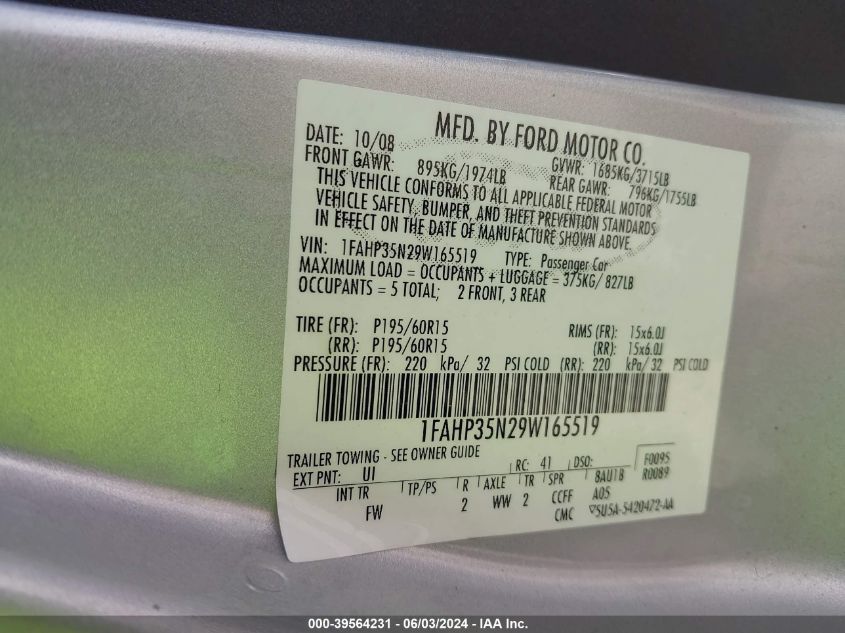 MFD. BY FORD MOTOR CO.
DATE: 10/08 GVWR: 1685KG/3715LB
FRONT GAWR: 895KG/1974LB REAR GAWR: 796KG/1755LB
THIS VEHICLE CONFORMS TO ALL APPLICABLE FEDERAL MOTOR
VEHICLE SAFETY, BUMPER, AND THEFT PREVENTION STANDARDS
IN EFFECT ON THE DATE OF MANUFACTURE SHOWN ABOVE.
VIN: 1FAHP35N29W165519 TYPE: Passenger Car
MAXIMUM LOAD = OCCUPANTS + LUGGAGE = 375KG/ 827LB
OCCUPANTS = 5 TOTAL; 2 FRONT, 3 REAR
TIRE (FR): P195/60R15 RIMS (FR): 15x6.0J
(RR): P195/60R15 (RR): 15x6.0J
PRESSURE (FR): 220 kPa/ 32 PSI COLD (RR): 220 kPa/ 32 PSI COLD
1FAHP35N29W165519
TRAILER TOWING - SEE OWNER GUIDE
EXT PNT: UI RC: 41 DSO: F0095
R0089
INT TR TP/PS R AXLE TR SPR BAU18
FW 2 WW 2 CCFF A05
CMC ▽5U5A-5420472-AA
000-39564231 - 06/03/2024 - IAA Inc.